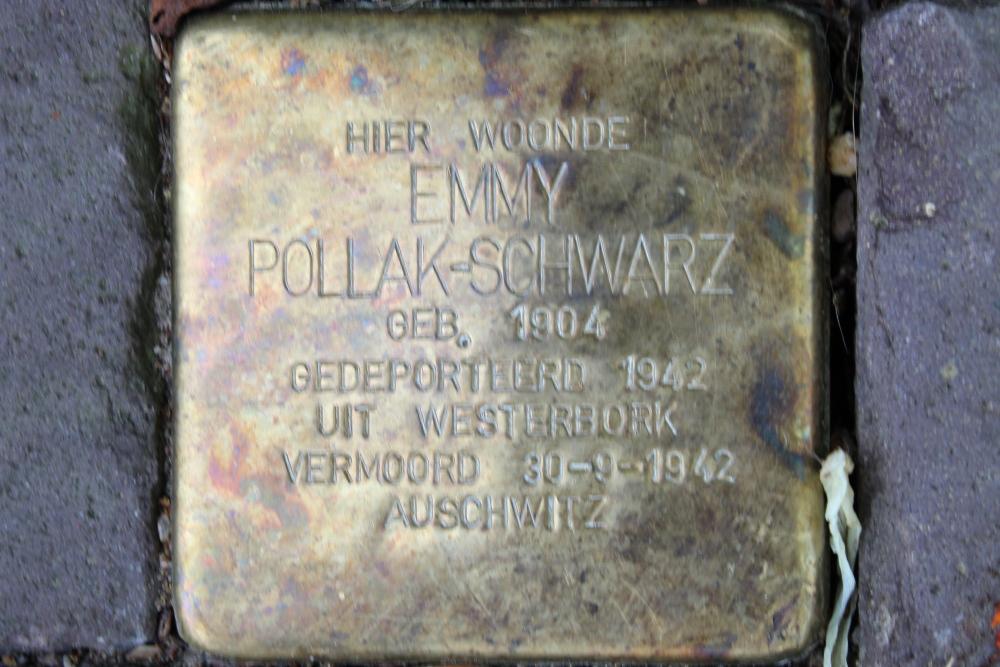 HIER WOONDE
EMMY
POLLAK-SCHWARZ
GEB. 1904
GEDEPORTEERD 1942
UIT WESTERBORK
VERMOORD 30-9-1942
AUSCHWITZ